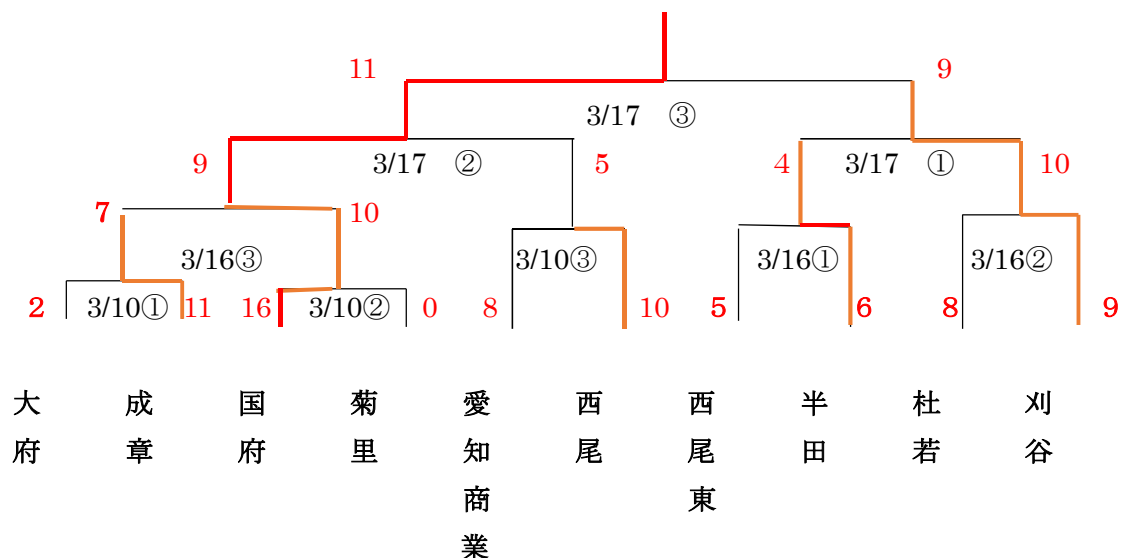 11 9
3/17 ③
9 3/17 ② 5 4 3/17 ① 10
7 10
3/16③ 3/10③ 3/16① 3/16②
2 3/10① 11 16 3/10② 0 8 10 5 6 8 9
大府
成章
国府
菊里
愛知商業
西尾
西尾東
半田
杜若
刈谷